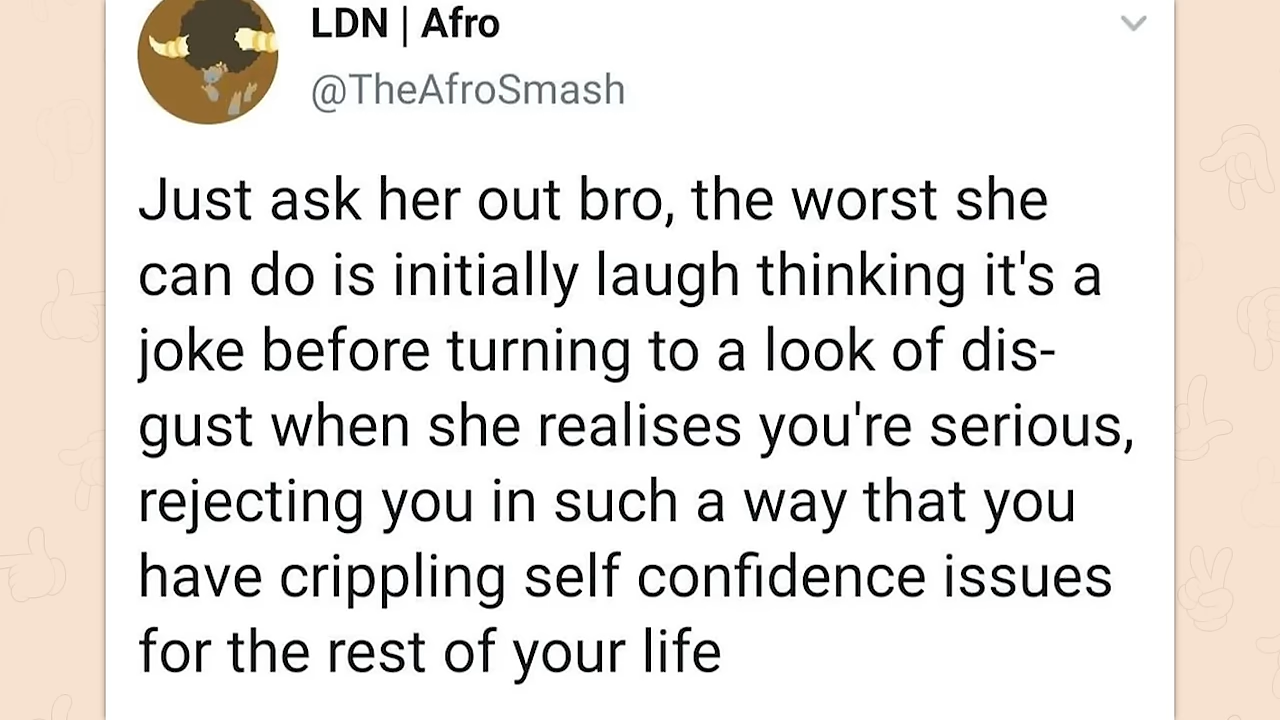 LDN | Afro
@TheAfroSmash
Just ask her out bro, the worst she
can do is initially laugh thinking it's a
joke before turning to a look of dis-
gust when she realises you're serious,
rejecting you in such a way that you
have crippling self confidence issues
for the rest of your life